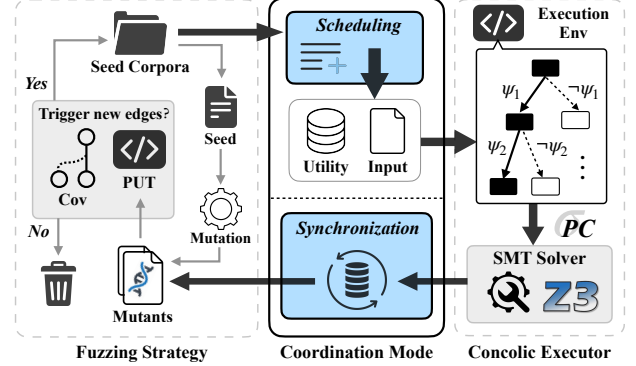 Scheduling
Execution
Env
Seed Corpora
Yes
Trigger new edges?
Seed
ψ1
¬ψ1
Utility
Input
Cov
PUT
ψ2
¬ψ2
No
Mutation
Synchronization
PC
SMT Solver
Z3
Mutants
Fuzzing Strategy
Coordination Mode
Concolic Executor